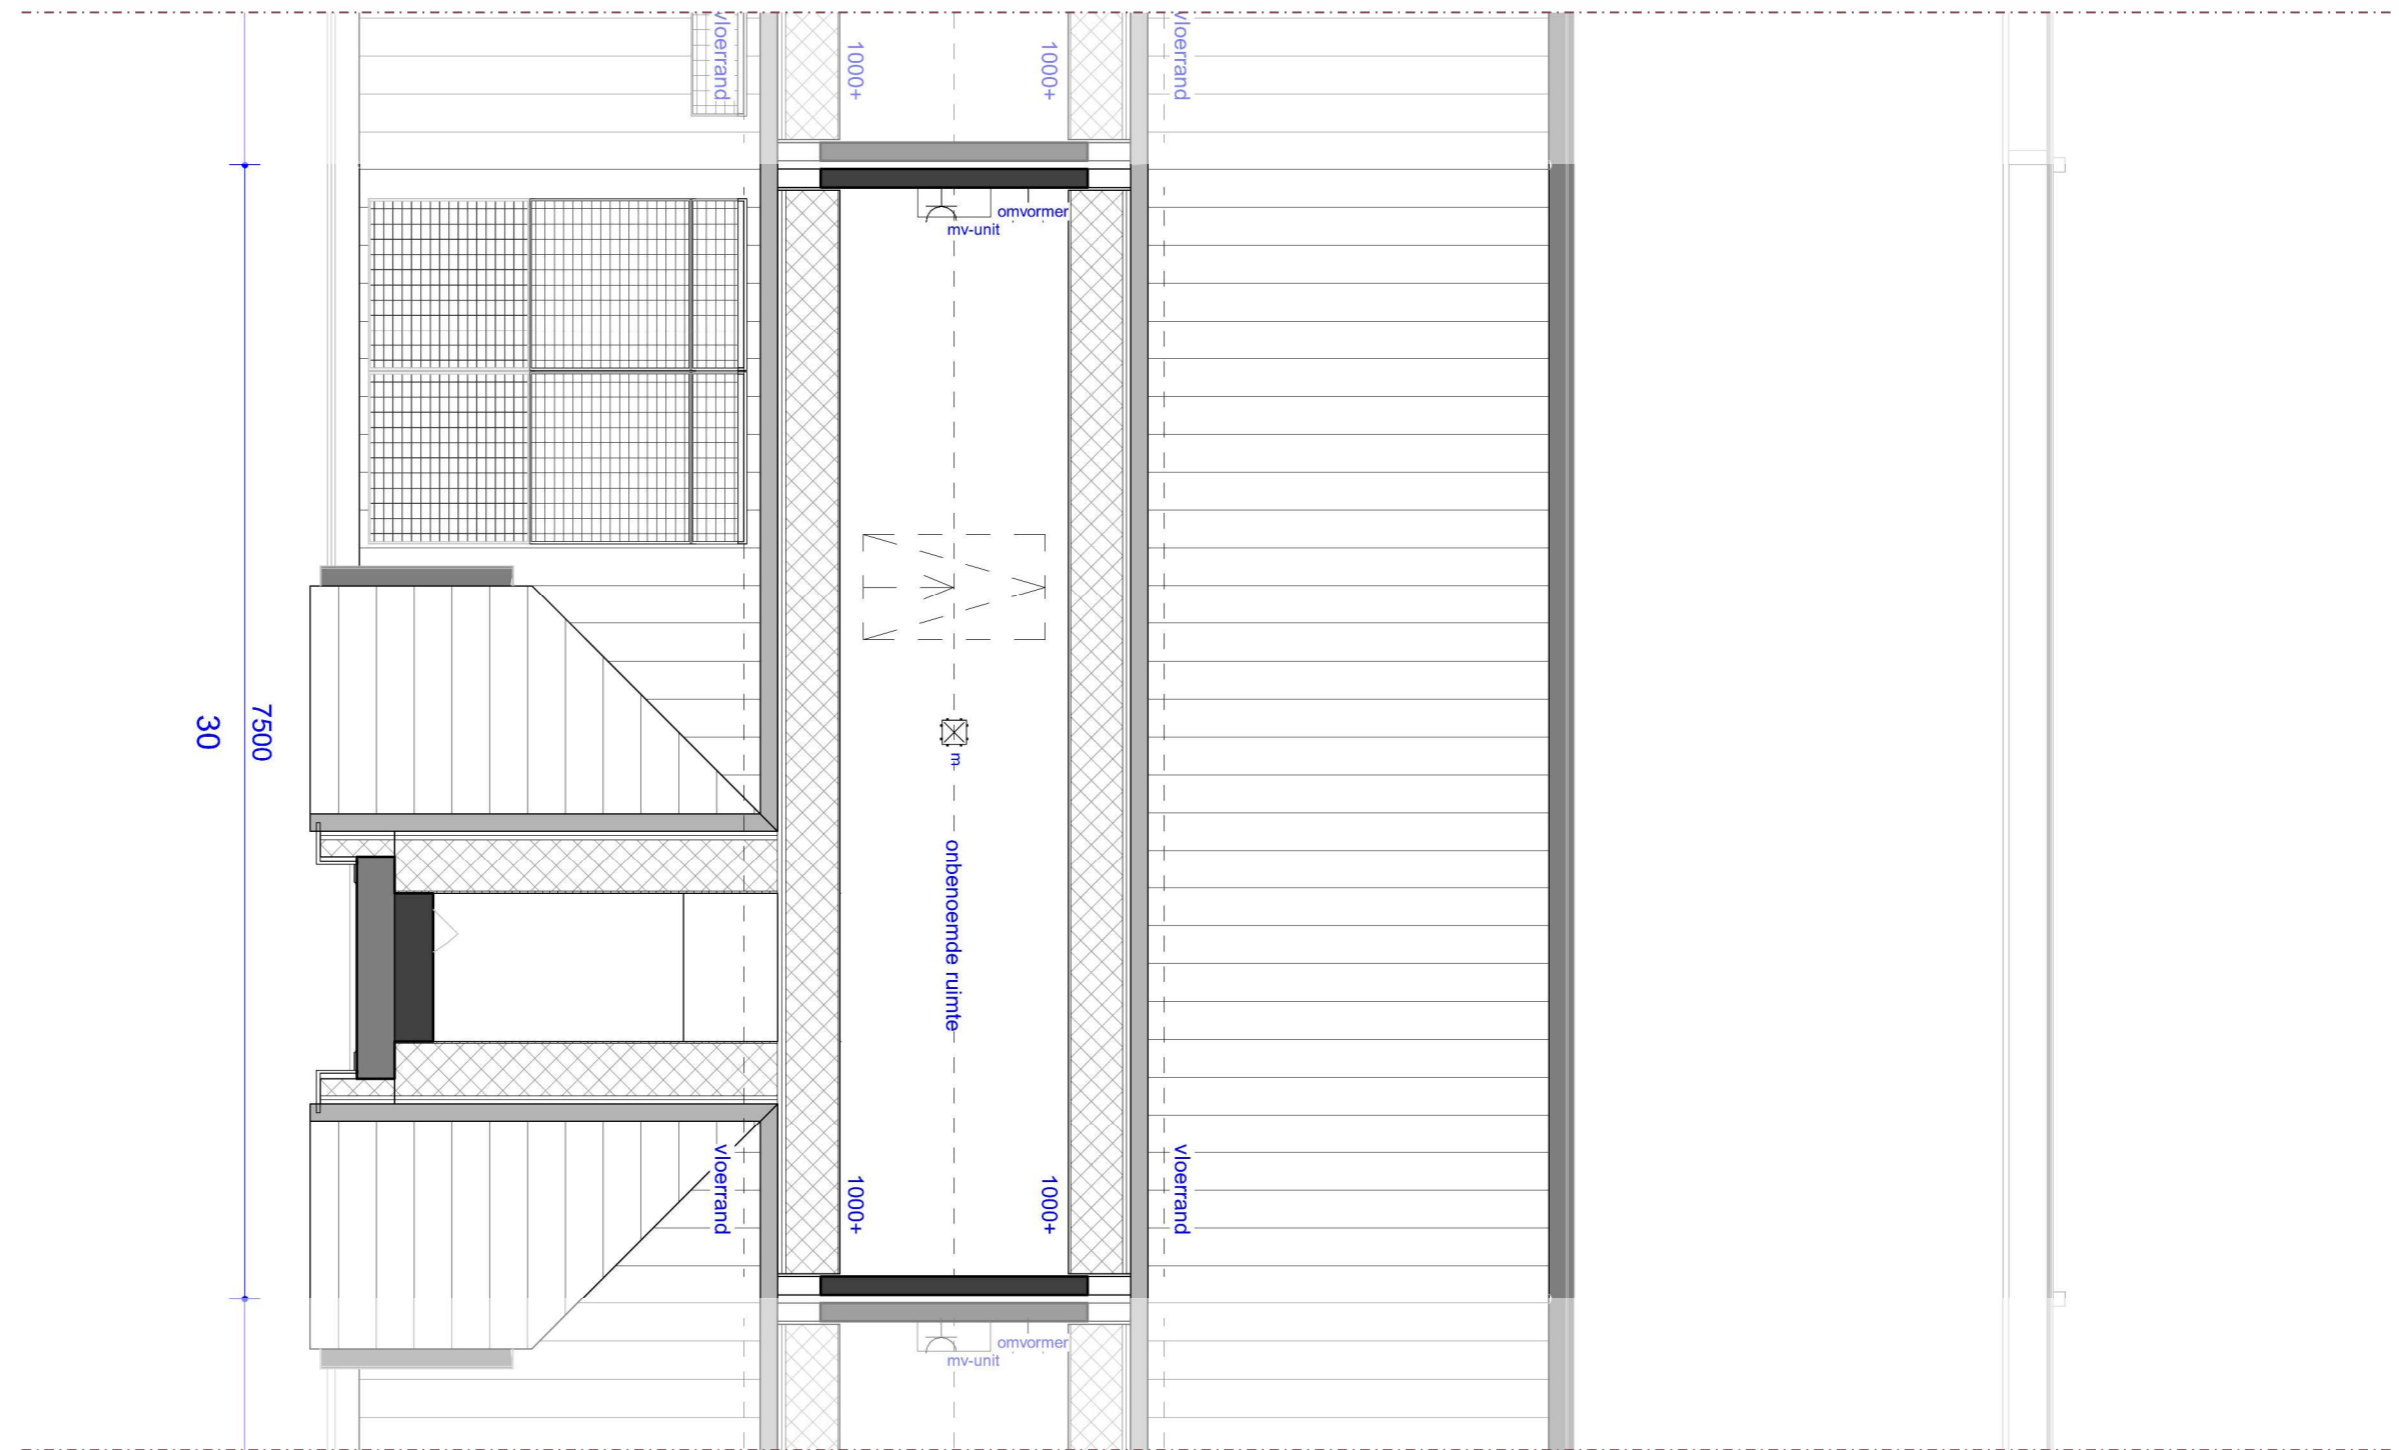 vloerrand
1000+
1000+
vloerrand
omvormer
mv-unit
7500
30
m
onbenoemde ruimte
vloerrand
1000+
1000+
vloerrand
omvormer
mv-unit